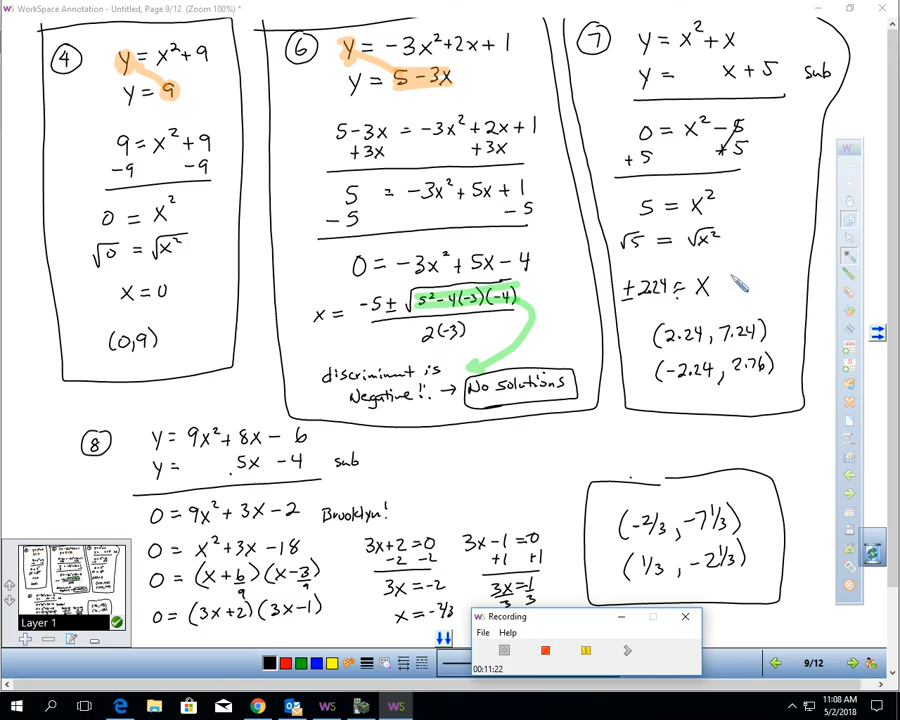 WorkSpace Annotation - Page 9/12 (Zoom 100%) *
④
y = x² + 9
y = 9
9 = x² + 9
-9 -9
0 = x²
√0 = √x²
x = 0
(0,9)
⑥
y = -3x² + 2x + 1
y = 5 - 3x
5 - 3x = -3x² + 2x + 1
+3x +3x
5 = -3x² + 5x + 1
-5 -5
0 = -3x² + 5x - 4
x = -5 ± √5² - 4(-3)(-4)
2(-3)
discriminant is
Negative!! → No solutions
⑦
y = x² + x
y = x + 5 sub
0 = x² - 5
+5 +5
5 = x²
√5 = √x²
± 2.24 ≈ x
(2.24, 7.24)
(-2.24, 2.76)
⑧
y = 9x² + 8x - 6
y = 5x - 4 sub
0 = 9x² + 3x - 2 Brooklyn!
0 = x² + 3x - 18
0 = (x + 6/9)(x - 3/9)
0 = (3x+2)(3x-1)
3x+2=0
-2 -2
3x = -2
x = -2/3
3x-1=0
+1 +1
3x = 1
3 3
(-2/3, -7 1/3)
(1/3, -2 1/3)
Layer 1
WS Recording
File Help
00:11:22
9/12
11:08 AM
5/2/2018